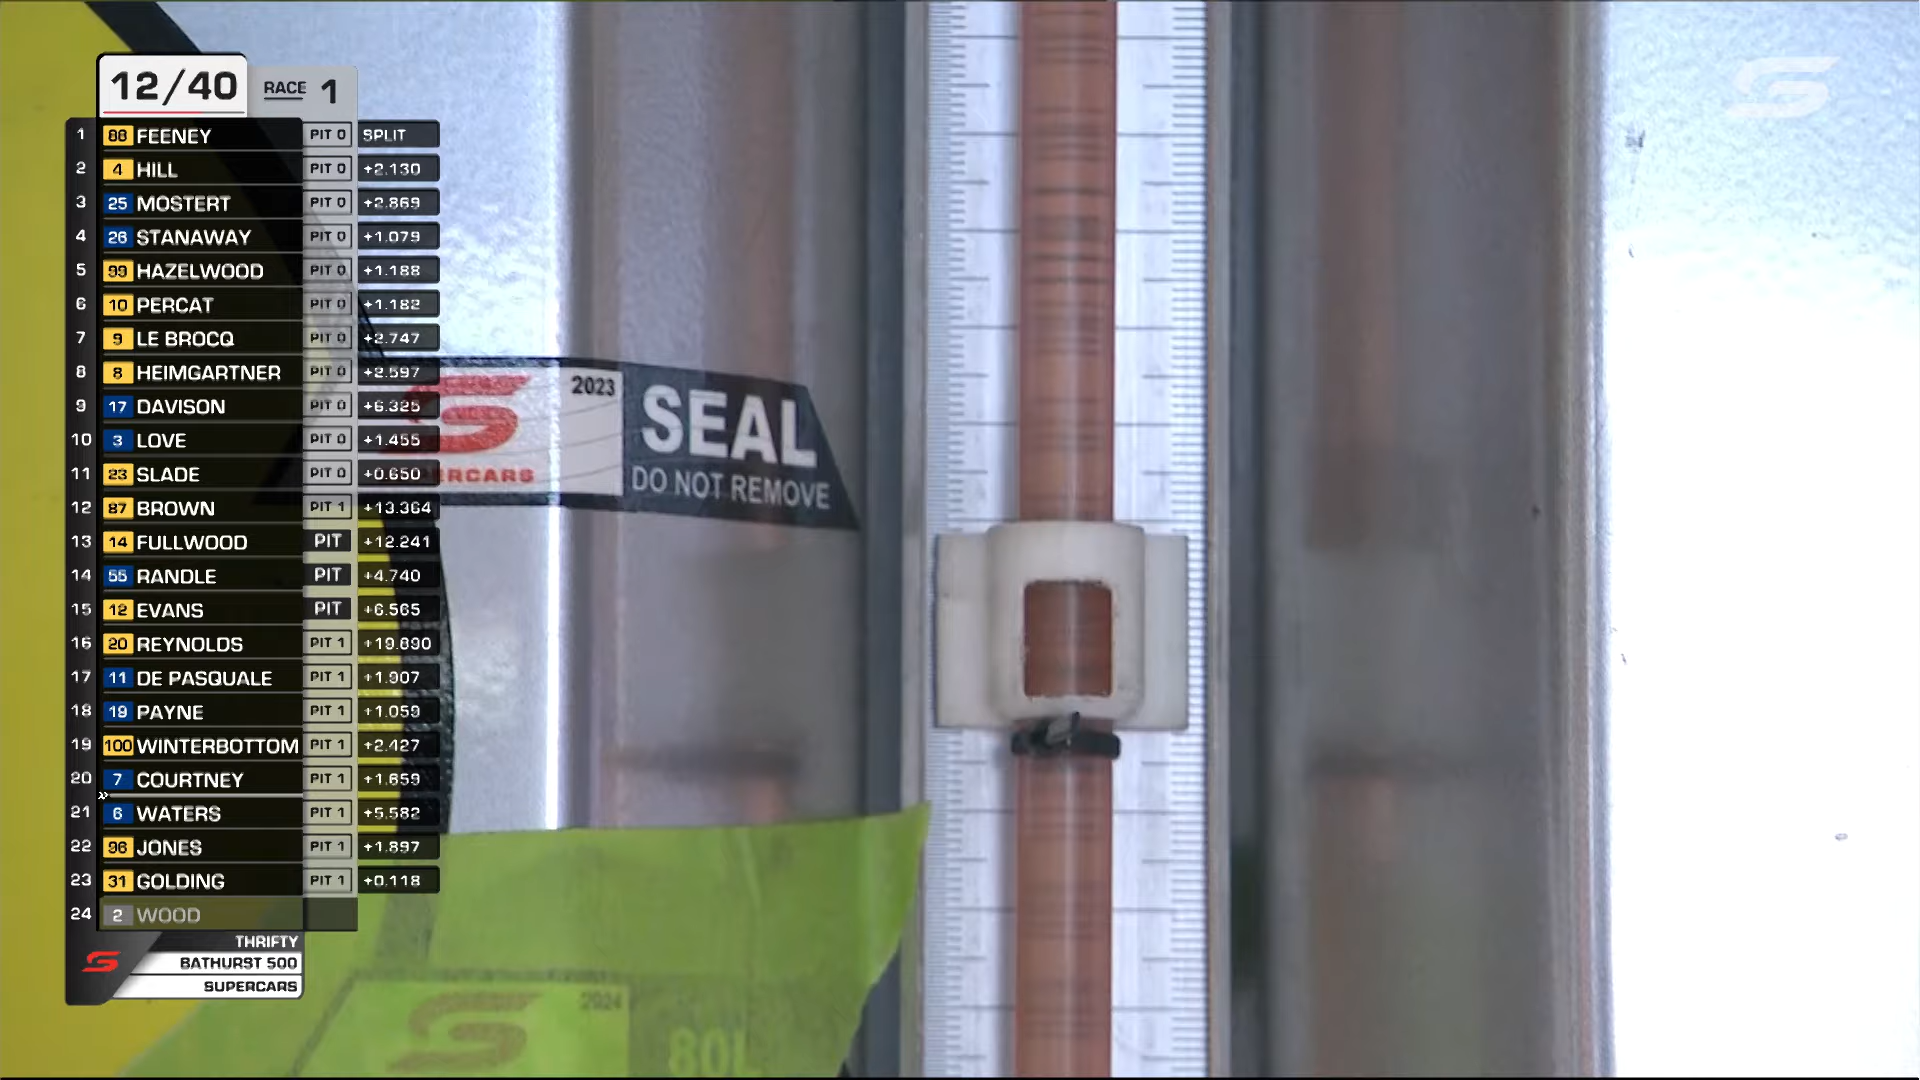 12/40 RACE 1
1 88 FEENEY PIT 0 SPLIT
2 4 HILL PIT 0 +2.130
3 25 MOSTERT PIT 0 +2.869
4 26 STANAWAY PIT 0 +1.079
5 99 HAZELWOOD PIT 0 +1.188
6 10 PERCAT PIT 0 +1.182
7 9 LE BROCQ PIT 0 +2.747
8 8 HEIMGARTNER PIT 0 +2.597
9 17 DAVISON PIT 0 +6.325
10 3 LOVE PIT 0 +1.455
11 23 SLADE PIT 0 +0.650
12 87 BROWN PIT 1 +13.364
13 14 FULLWOOD PIT +12.241
14 55 RANDLE PIT +4.740
15 12 EVANS PIT +6.565
16 20 REYNOLDS PIT 1 +19.890
17 11 DE PASQUALE PIT 1 +1.907
18 19 PAYNE PIT 1 +1.059
19 100 WINTERBOTTOM PIT 1 +2.427
20 7 COURTNEY PIT 1 +1.659
21 6 WATERS PIT 1 +5.582
22 96 JONES PIT 1 +1.897
23 31 GOLDING PIT 1 +0.118
24 2 WOOD
THRIFTY
BATHURST 500
SUPERCARS
2023
SEAL
DO NOT REMOVE
ERCARS
2024
80L